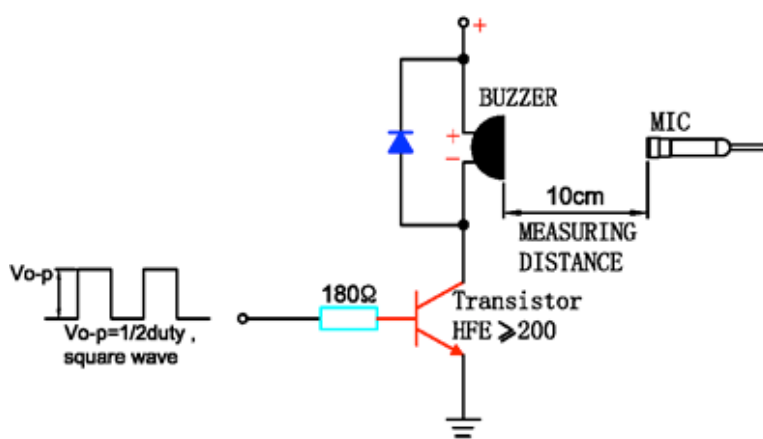 +
BUZZER
+
−
MIC
10cm
MEASURING
DISTANCE
Vo-p
Vo-p=1/2duty ,
square wave
180Ω
Transistor
HFE ⩾200